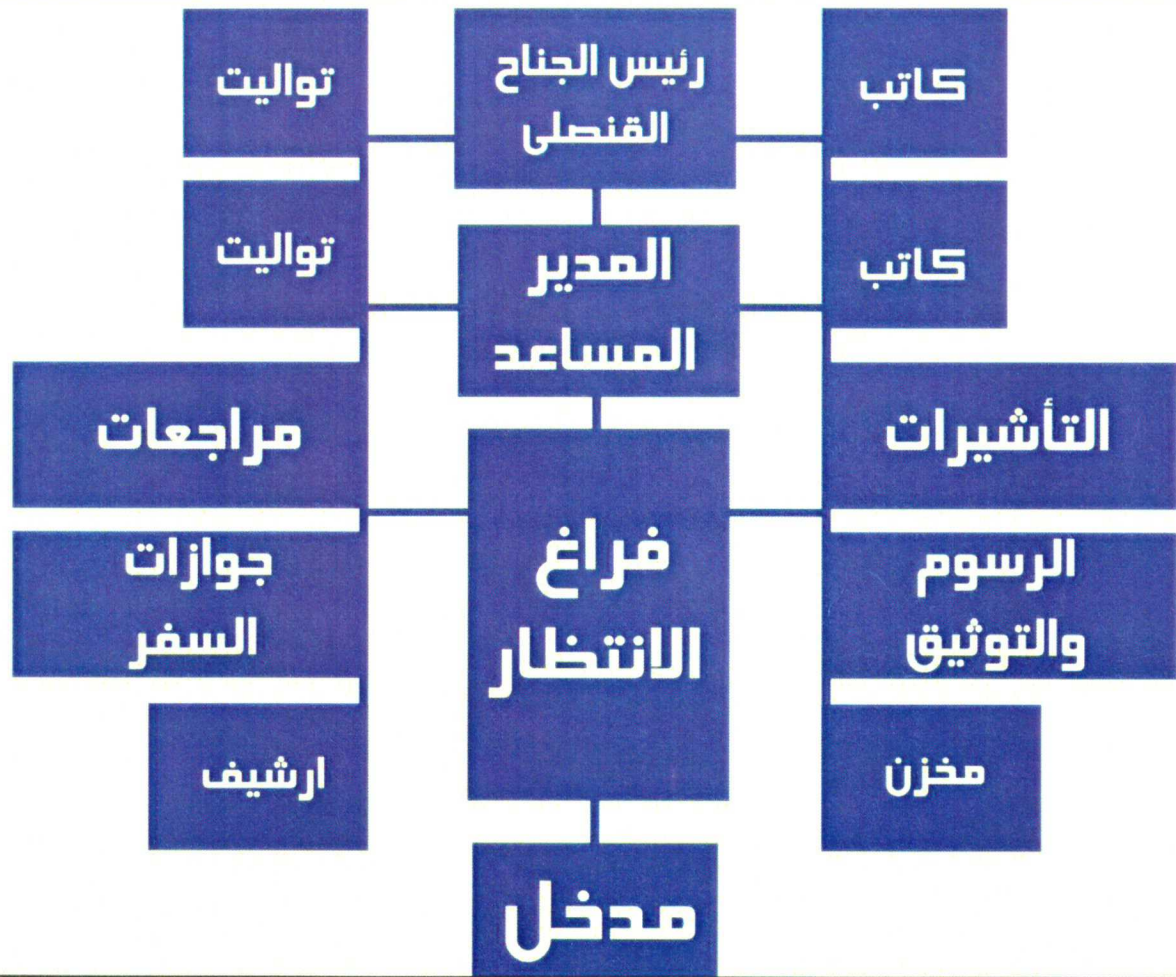 كاتب
رئيس الجناح
القنصلى
تواليت
كاتب
المدير
المساعد
تواليت
التأشيرات
مراجعات
فراغ
الانتظار
الرسوم
والتوثيق
جوازات
السفر
مخزن
ارشيف
مدخل